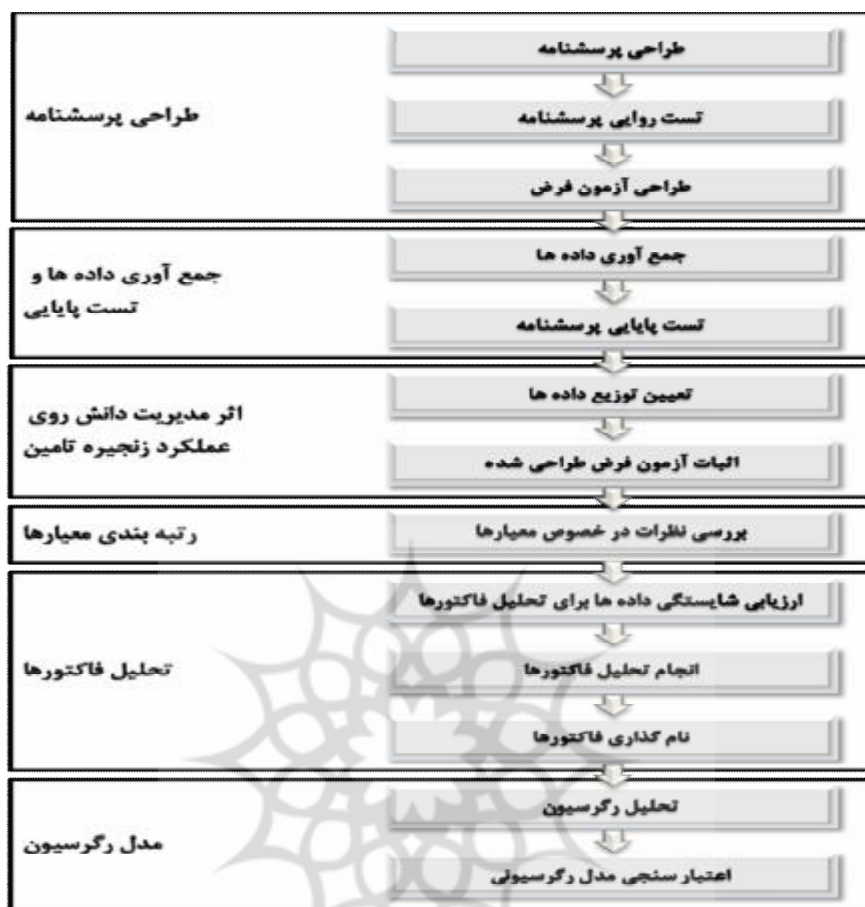 طراحی پرسشنامه
طراحی پرسشنامه
تست روایی پرسشنامه
طراحی آزمون فرض
جمع آوری داده ها و
تست پایایی
جمع آوری داده ها
تست پایایی پرسشنامه
اثر مدیریت دانش روی
عملکرد زنجیره تامین
تعیین توزیع داده ها
اثبات آزمون فرض طراحی شده
رتبه بندی معیارها
بررسی نظرات در خصوص معیارها
تحلیل فاکتورها
ارزیابی شایستگی داده ها برای تحلیل فاکتورها
انجام تحلیل فاکتورها
نام گذاری فاکتورها
مدل رگرسیون
تحلیل رگرسیون
اعتبار سنجی مدل رگرسیونی